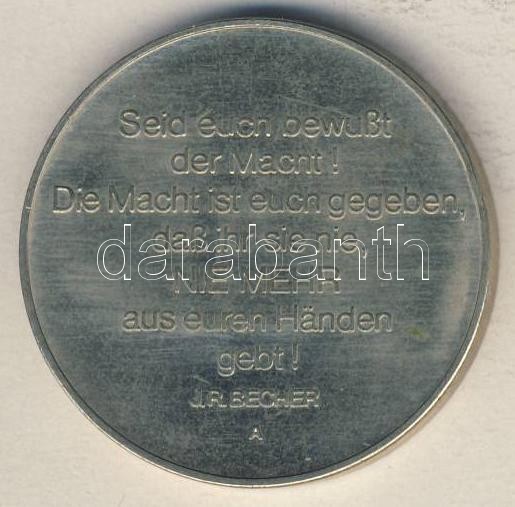 Seid euch bewußt
der Macht !
Die Macht ist euch gegeben,
daß ihr sie nie,
NIE MEHR
aus euren Händen
gebt !
J.R. BECHER
A
darabanth